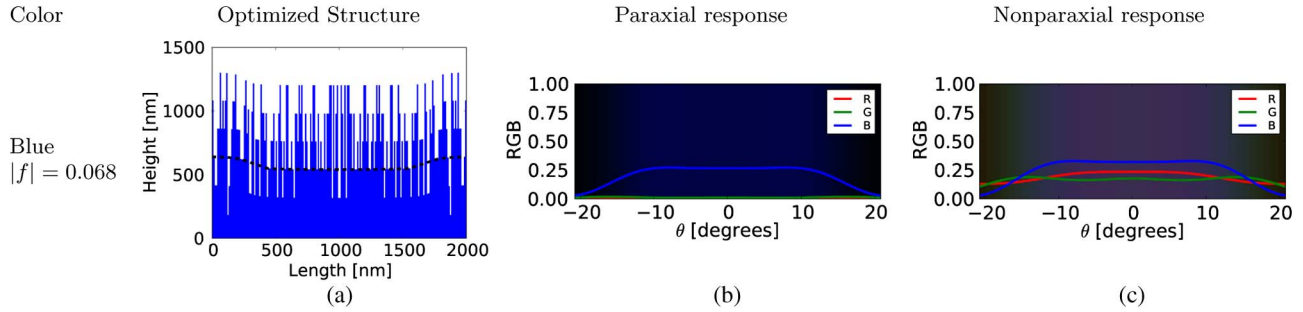 Color Optimized Structure Paraxial response Nonparaxial response
Blue
|f| = 0.068
1500
1000
500
0
Height [nm]
0 500 1000 1500 2000
Length [nm]
(a)
1.00
0.75
0.50
0.25
0.00
RGB
R
G
B
−20 −10 0 10 20
θ [degrees]
(b)
1.00
0.75
0.50
0.25
0.00
RGB
R
G
B
−20 −10 0 10 20
θ [degrees]
(c)